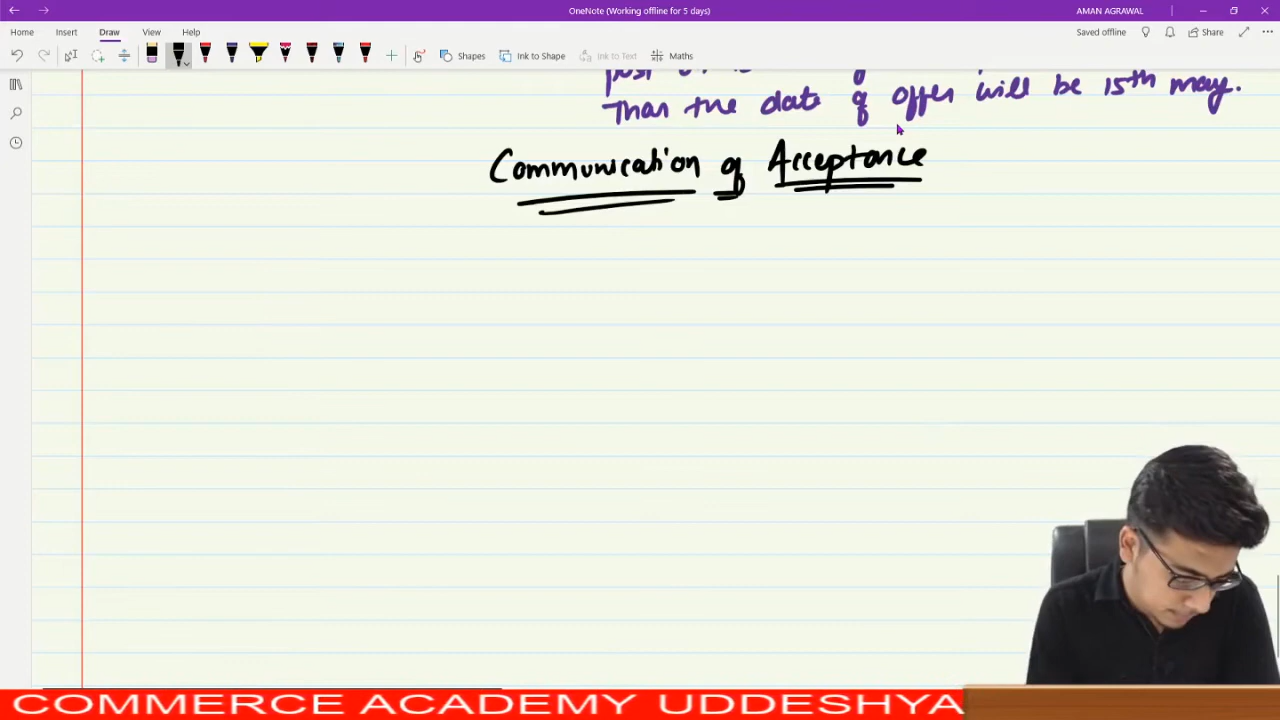 OneNote (Working offline for 5 days)
AMAN AGRAWAL
Home Insert Draw View Help
Saved offline
Share
Shapes
Ink to Shape
Ink to Text
Maths
Than the date of offer will be 15th may.
Communication of Acceptance
COMMERCE ACADEMY UDDESHYA